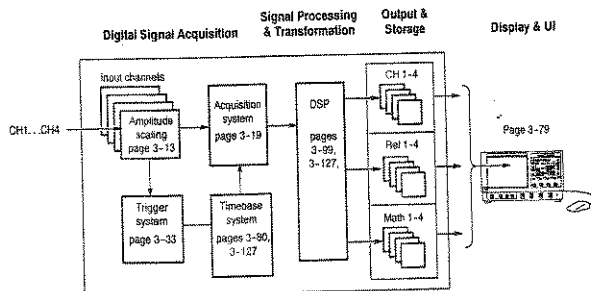 Digital Signal Acquisition
Signal Processing
& Transformation
Output &
Storage
Display & UI
Input channels
CH1...CH4
Amplitude
scaling
page 3-13
Acquisition
system
page 3-19
DSP
pages
3-99,
3-127,
CH 1-4
Ref 1-4
Math 1-4
Page 3-79
Trigger
system
page 3-33
Timebase
system
pages 3-80,
3-127